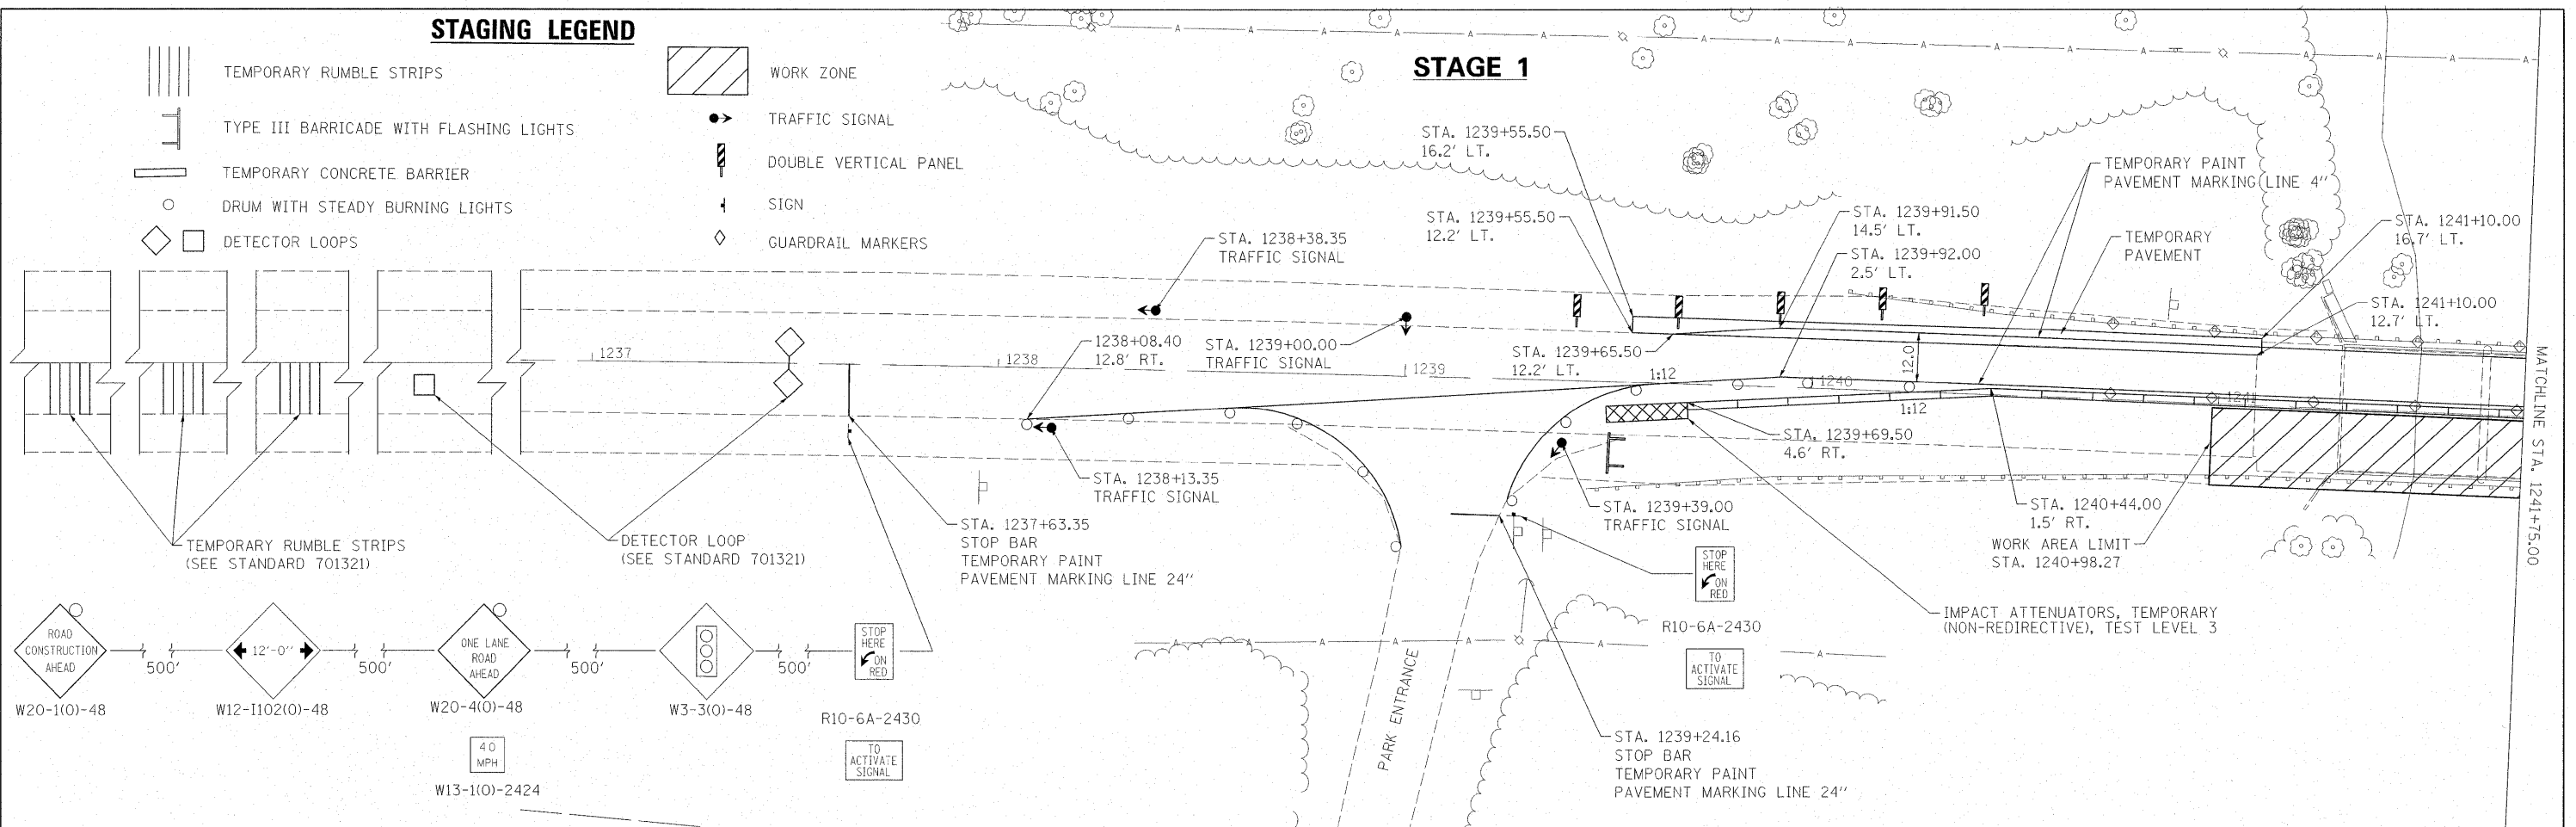 STAGING LEGEND
TEMPORARY RUMBLE STRIPS
TYPE III BARRICADE WITH FLASHING LIGHTS
TEMPORARY CONCRETE BARRIER
DRUM WITH STEADY BURNING LIGHTS
DETECTOR LOOPS
WORK ZONE
TRAFFIC SIGNAL
DOUBLE VERTICAL PANEL
SIGN
GUARDRAIL MARKERS
STAGE 1
STA. 1239+55.50
16.2' LT.
STA. 1239+55.50
12.2' LT.
STA. 1238+38.35
TRAFFIC SIGNAL
STA. 1239+91.50
14.5' LT.
STA. 1239+92.00
2.5' LT.
TEMPORARY PAINT
PAVEMENT MARKING LINE 4"
TEMPORARY
PAVEMENT
STA. 1241+10.00
16.7' LT.
STA. 1241+10.00
12.7' LT.
1238+08.40
12.8' RT.
STA. 1239+00.00
TRAFFIC SIGNAL
STA. 1239+65.50
12.2' LT.
1237
1238
1239
1240
1241
1:12
12.0
1:12
STA. 1239+69.50
4.6' RT.
STA. 1238+13.35
TRAFFIC SIGNAL
STA. 1239+39.00
TRAFFIC SIGNAL
STA. 1240+44.00
1.5' RT.
WORK AREA LIMIT
STA. 1240+98.27
MATCHLINE STA. 1241+75.00
TEMPORARY RUMBLE STRIPS
(SEE STANDARD 701321)
DETECTOR LOOP
(SEE STANDARD 701321)
STA. 1237+63.35
STOP BAR
TEMPORARY PAINT
PAVEMENT MARKING LINE 24"
STOP
HERE
ON
RED
R10-6A-2430
TO
ACTIVATE
SIGNAL
IMPACT ATTENUATORS, TEMPORARY
(NON-REDIRECTIVE), TEST LEVEL 3
ROAD
CONSTRUCTION
AHEAD
500'
12'-0"
500'
ONE LANE
ROAD
AHEAD
500'
500'
STOP
HERE
ON
RED
W20-1(O)-48
W12-I102(O)-48
W20-4(O)-48
W3-3(O)-48
R10-6A-2430
40
MPH
W13-1(O)-2424
TO
ACTIVATE
SIGNAL
PARK ENTRANCE
STA. 1239+24.16
STOP BAR
TEMPORARY PAINT
PAVEMENT MARKING LINE 24"
A A A A A A A A A A A A
A A A A A A